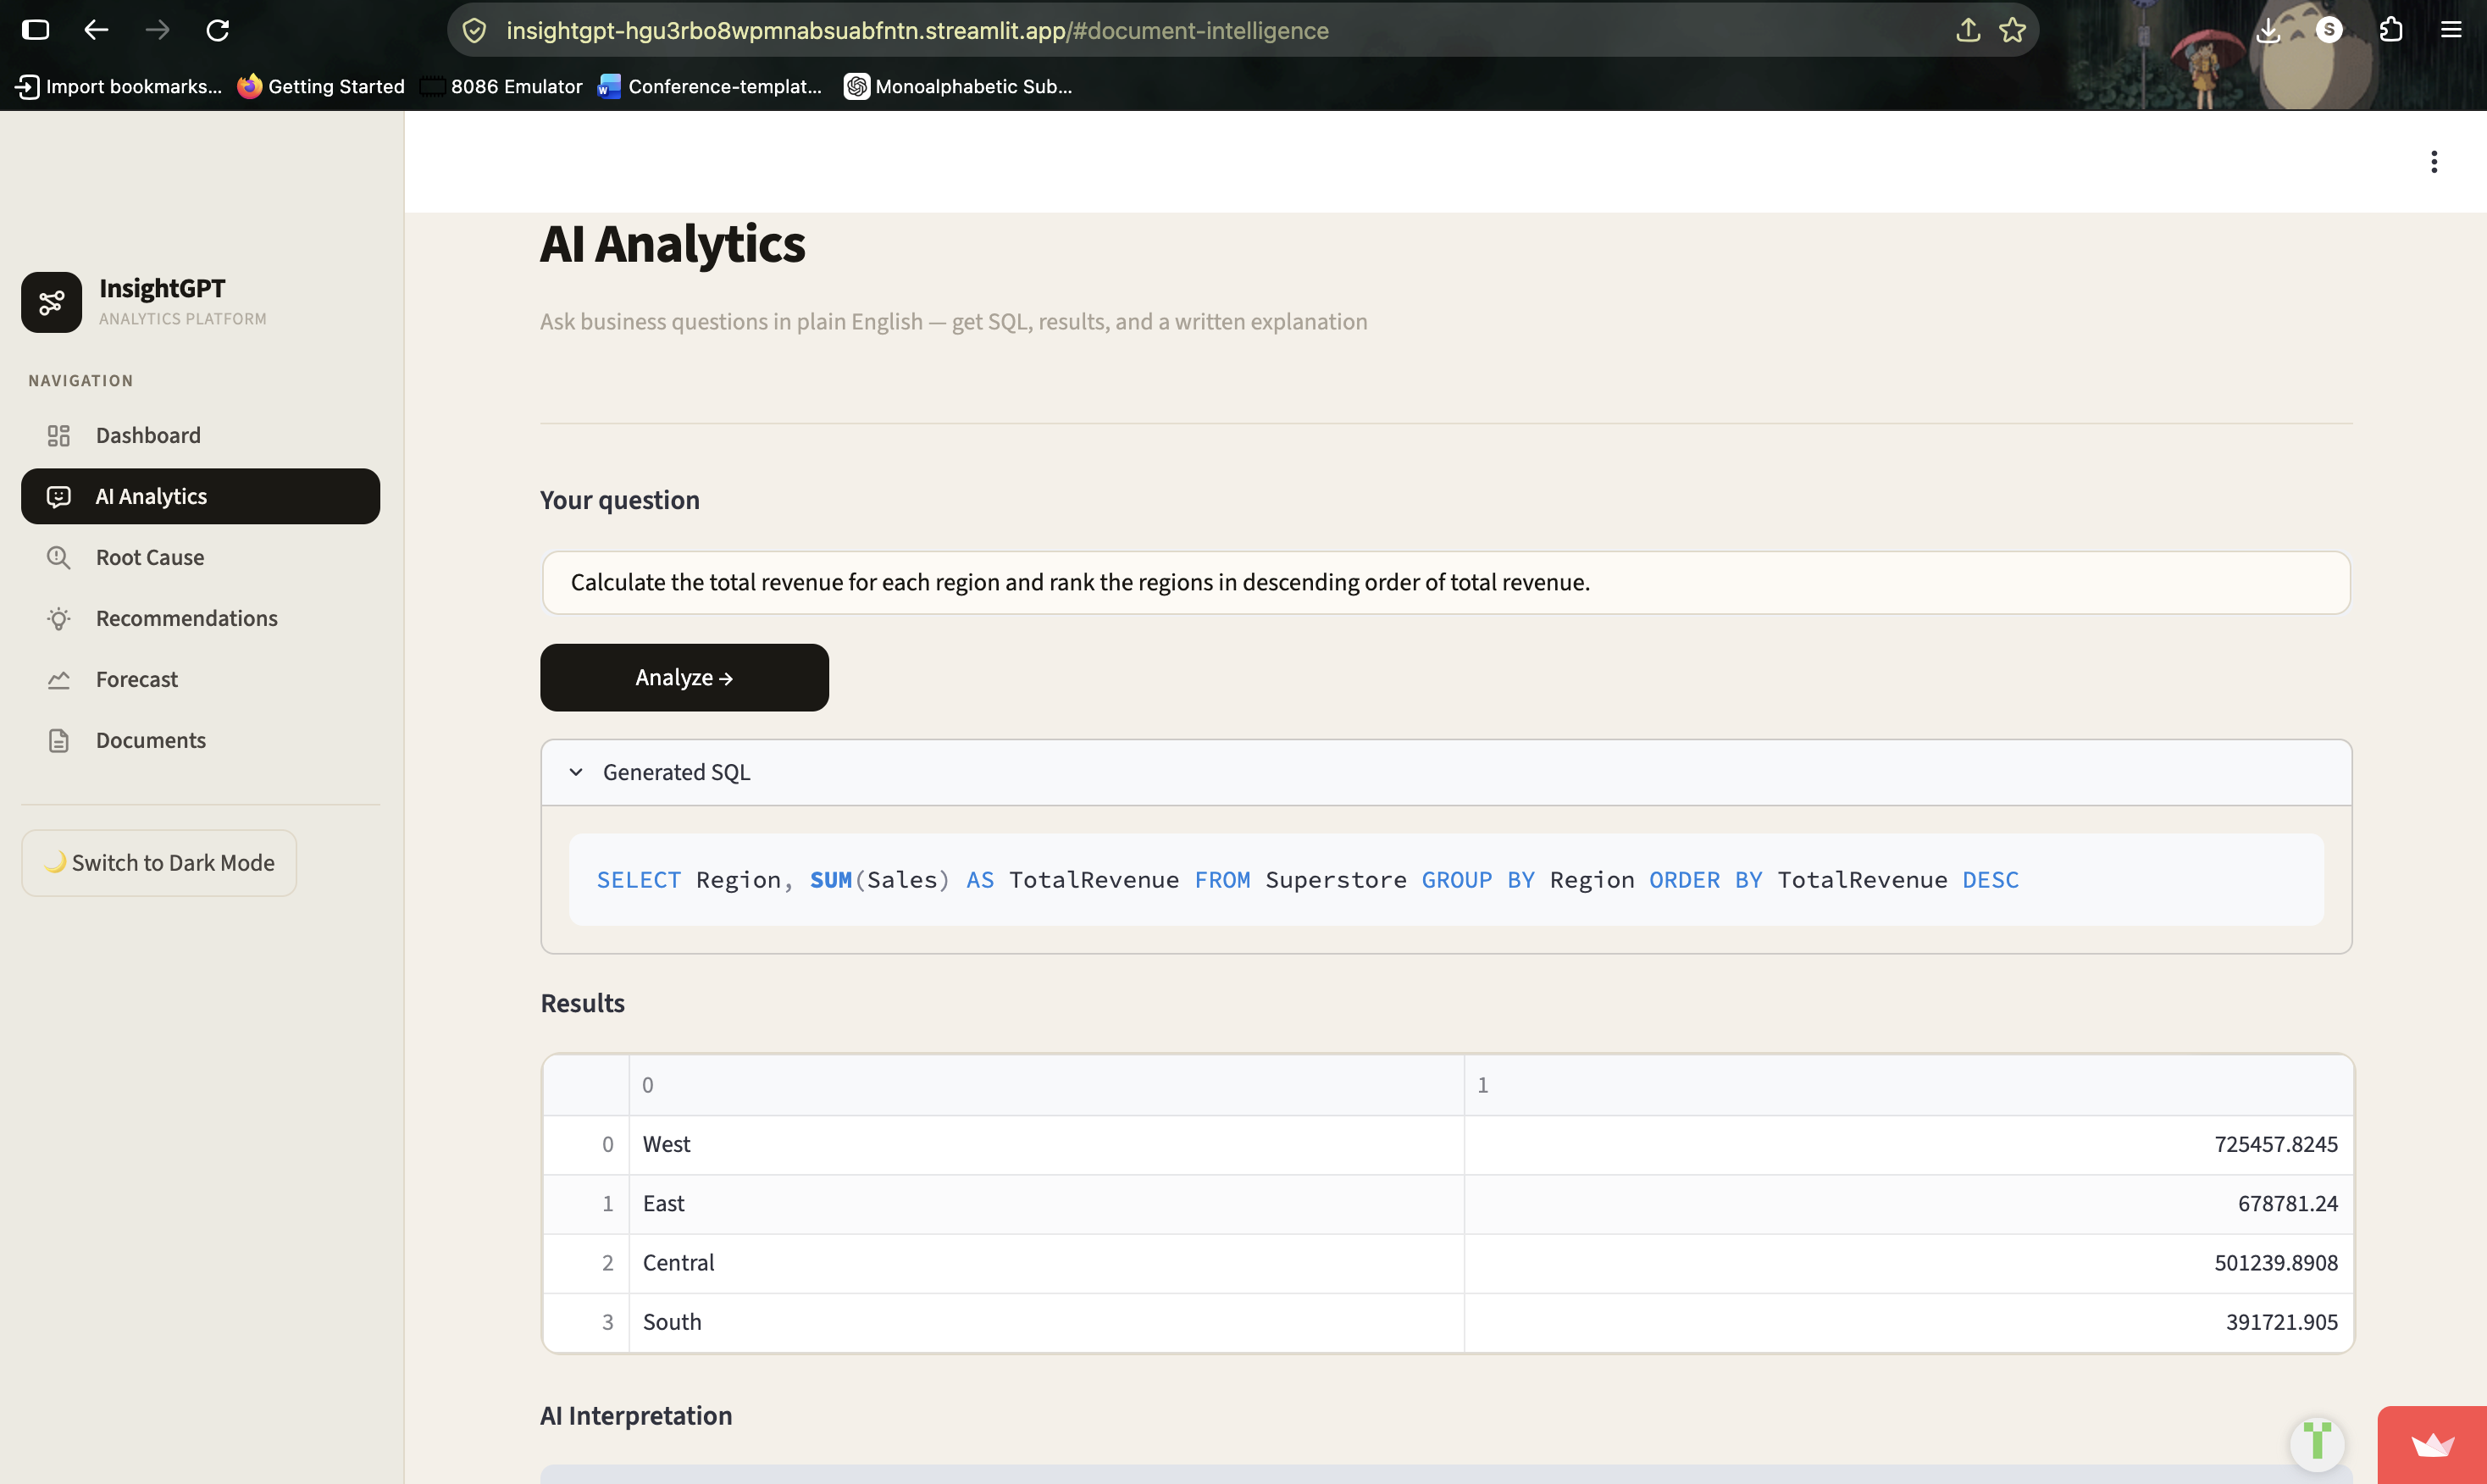 insightgpt-hgu3rbo8wpmnabsuabfntn.streamlit.app/#document-intelligence
S
Import bookmarks... Getting Started 8086 Emulator Conference-templat... Monoalphabetic Sub...
InsightGPT
ANALYTICS PLATFORM
NAVIGATION
Dashboard
AI Analytics
Root Cause
Recommendations
Forecast
Documents
🌙 Switch to Dark Mode
AI Analytics
Ask business questions in plain English — get SQL, results, and a written explanation
Your question
Calculate the total revenue for each region and rank the regions in descending order of total revenue.
Analyze →
Generated SQL
SELECT Region, SUM(Sales) AS TotalRevenue FROM Superstore GROUP BY Region ORDER BY TotalRevenue DESC
Results
0 1
0 West 725457.8245
1 East 678781.24
2 Central 501239.8908
3 South 391721.905
AI Interpretation